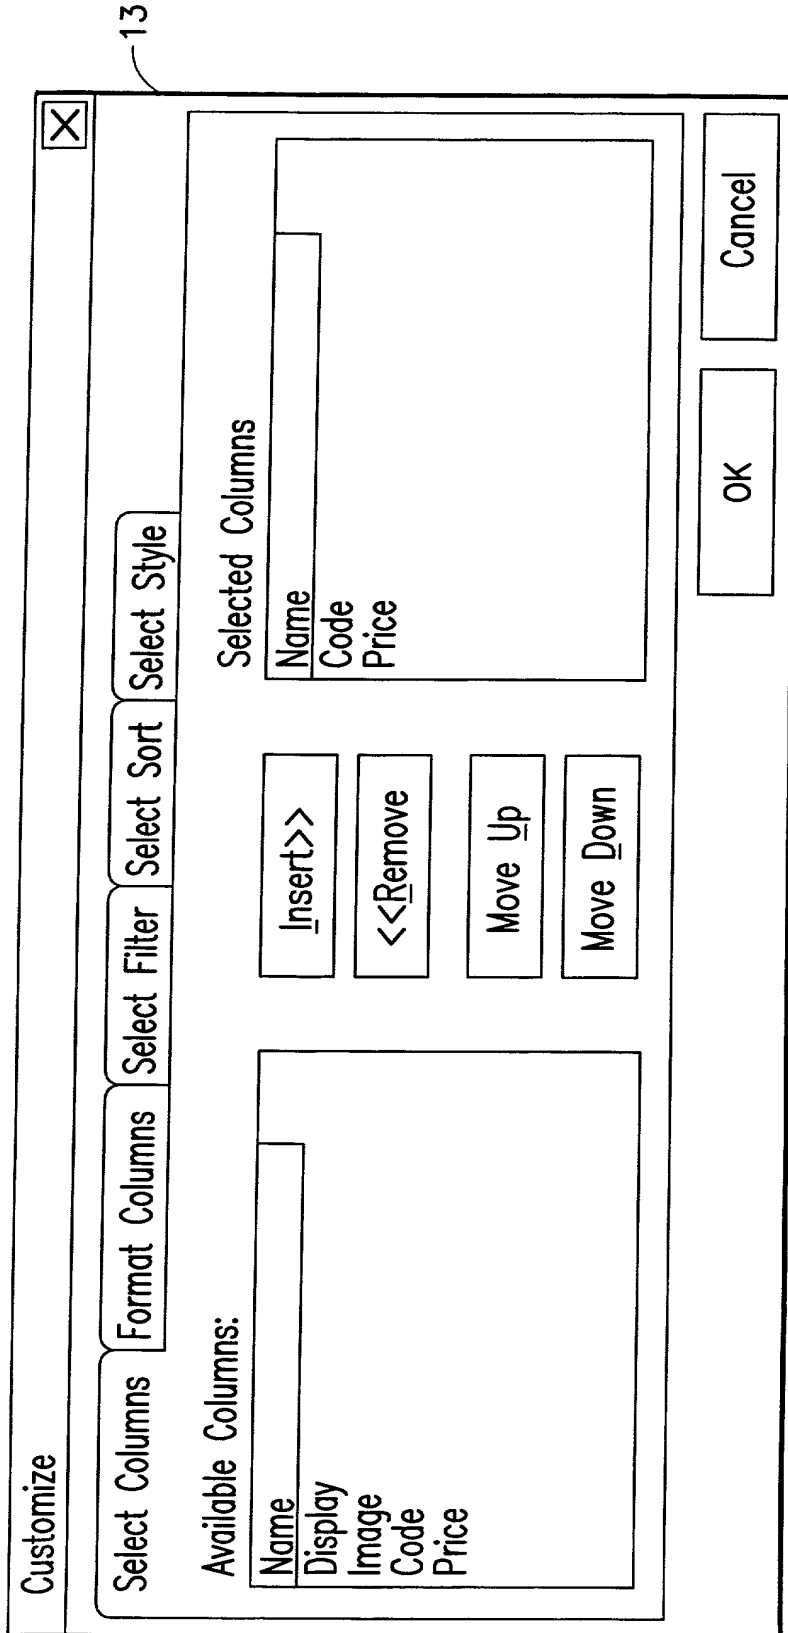 Customize
Select Columns
Format Columns
Select Filter
Select Sort
Select Style
Available Columns:
Name
Display
Image
Code
Price
Insert>>
<<Remove
Move Up
Move Down
Selected Columns
Name
Code
Price
OK
Cancel
13